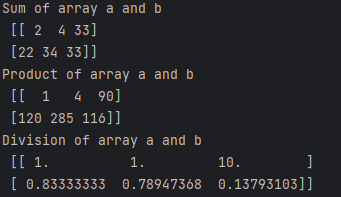 Sum of array a and b
[[ 2  4 33]
[22 34 33]]
Product of array a and b
[[  1   4  90]
[120 285 116]]
Division of array a and b
[[ 1.          1.         10.        ]
[ 0.83333333  0.78947368  0.13793103]]